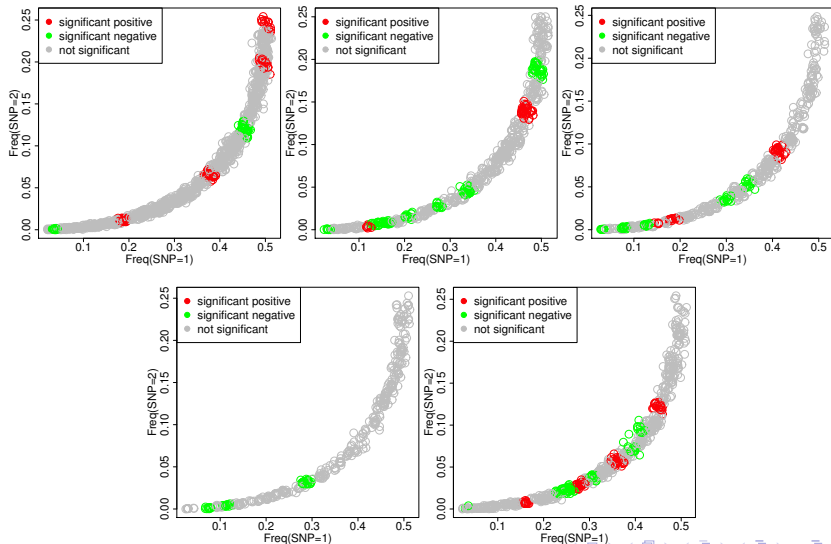 significant positive
significant negative
not significant
Freq(SNP=2)
0.00 0.05 0.10 0.15 0.20 0.25
0.1 0.2 0.3 0.4 0.5
Freq(SNP=1)
significant positive
significant negative
not significant
Freq(SNP=2)
0.00 0.05 0.10 0.15 0.20 0.25
0.1 0.2 0.3 0.4 0.5
Freq(SNP=1)
significant positive
significant negative
not significant
Freq(SNP=2)
0.00 0.05 0.10 0.15 0.20 0.25
0.1 0.2 0.3 0.4 0.5
Freq(SNP=1)
significant positive
significant negative
not significant
Freq(SNP=2)
0.00 0.05 0.10 0.15 0.20 0.25
0.1 0.2 0.3 0.4 0.5
Freq(SNP=1)
significant positive
significant negative
not significant
Freq(SNP=2)
0.00 0.05 0.10 0.15 0.20 0.25
0.1 0.2 0.3 0.4 0.5
Freq(SNP=1)